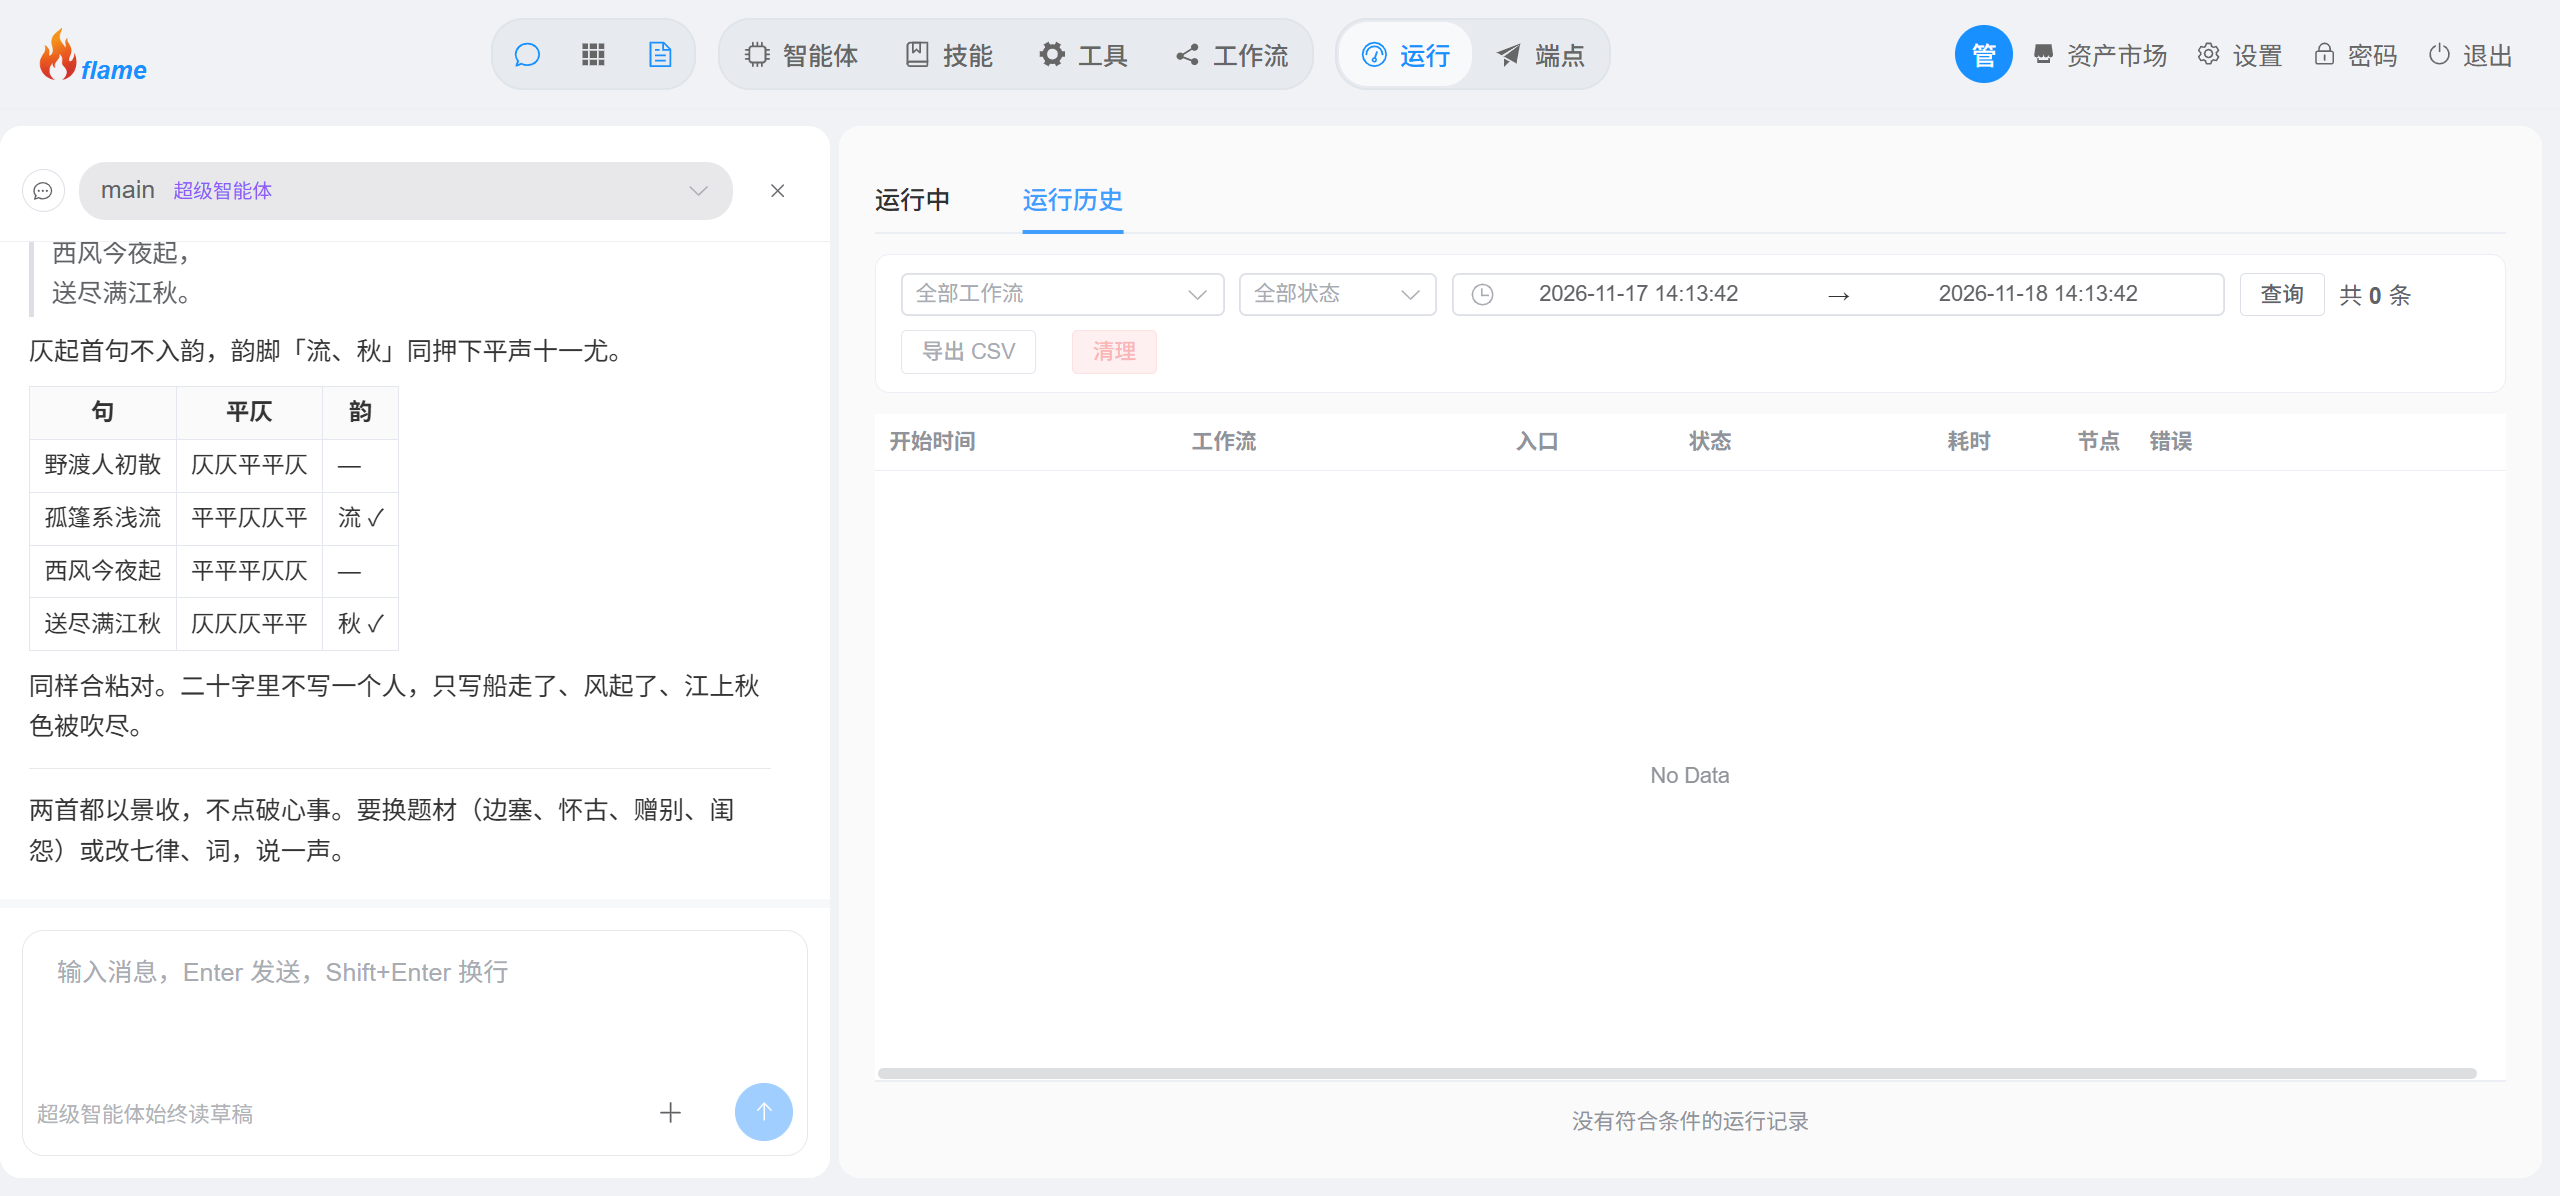 flame
智能体 技能 工具 工作流
运行 端点
管 资产市场 设置 密码 退出
main 超级智能体
西风今夜起，
送尽满江秋。
仄起首句不入韵，韵脚「流、秋」同押下平声十一尤。
句 平仄 韵
野渡人初散 仄仄平平仄 —
孤篷系浅流 平平仄仄平 流 ✓
西风今夜起 平平平仄仄 —
送尽满江秋 仄仄仄平平 秋 ✓
同样合粘对。二十字里不写一个人，只写船走了、风起了、江上秋
色被吹尽。
两首都以景收，不点破心事。要换题材（边塞、怀古、赠别、闺
怨）或改七律、词，说一声。
输入消息，Enter 发送，Shift+Enter 换行
超级智能体始终读草稿
运行中 运行历史
全部工作流 全部状态 2026-11-17 14:13:42 → 2026-11-18 14:13:42 查询 共 0 条
导出 CSV 清理
开始时间 工作流 入口 状态 耗时 节点 错误
No Data
没有符合条件的运行记录